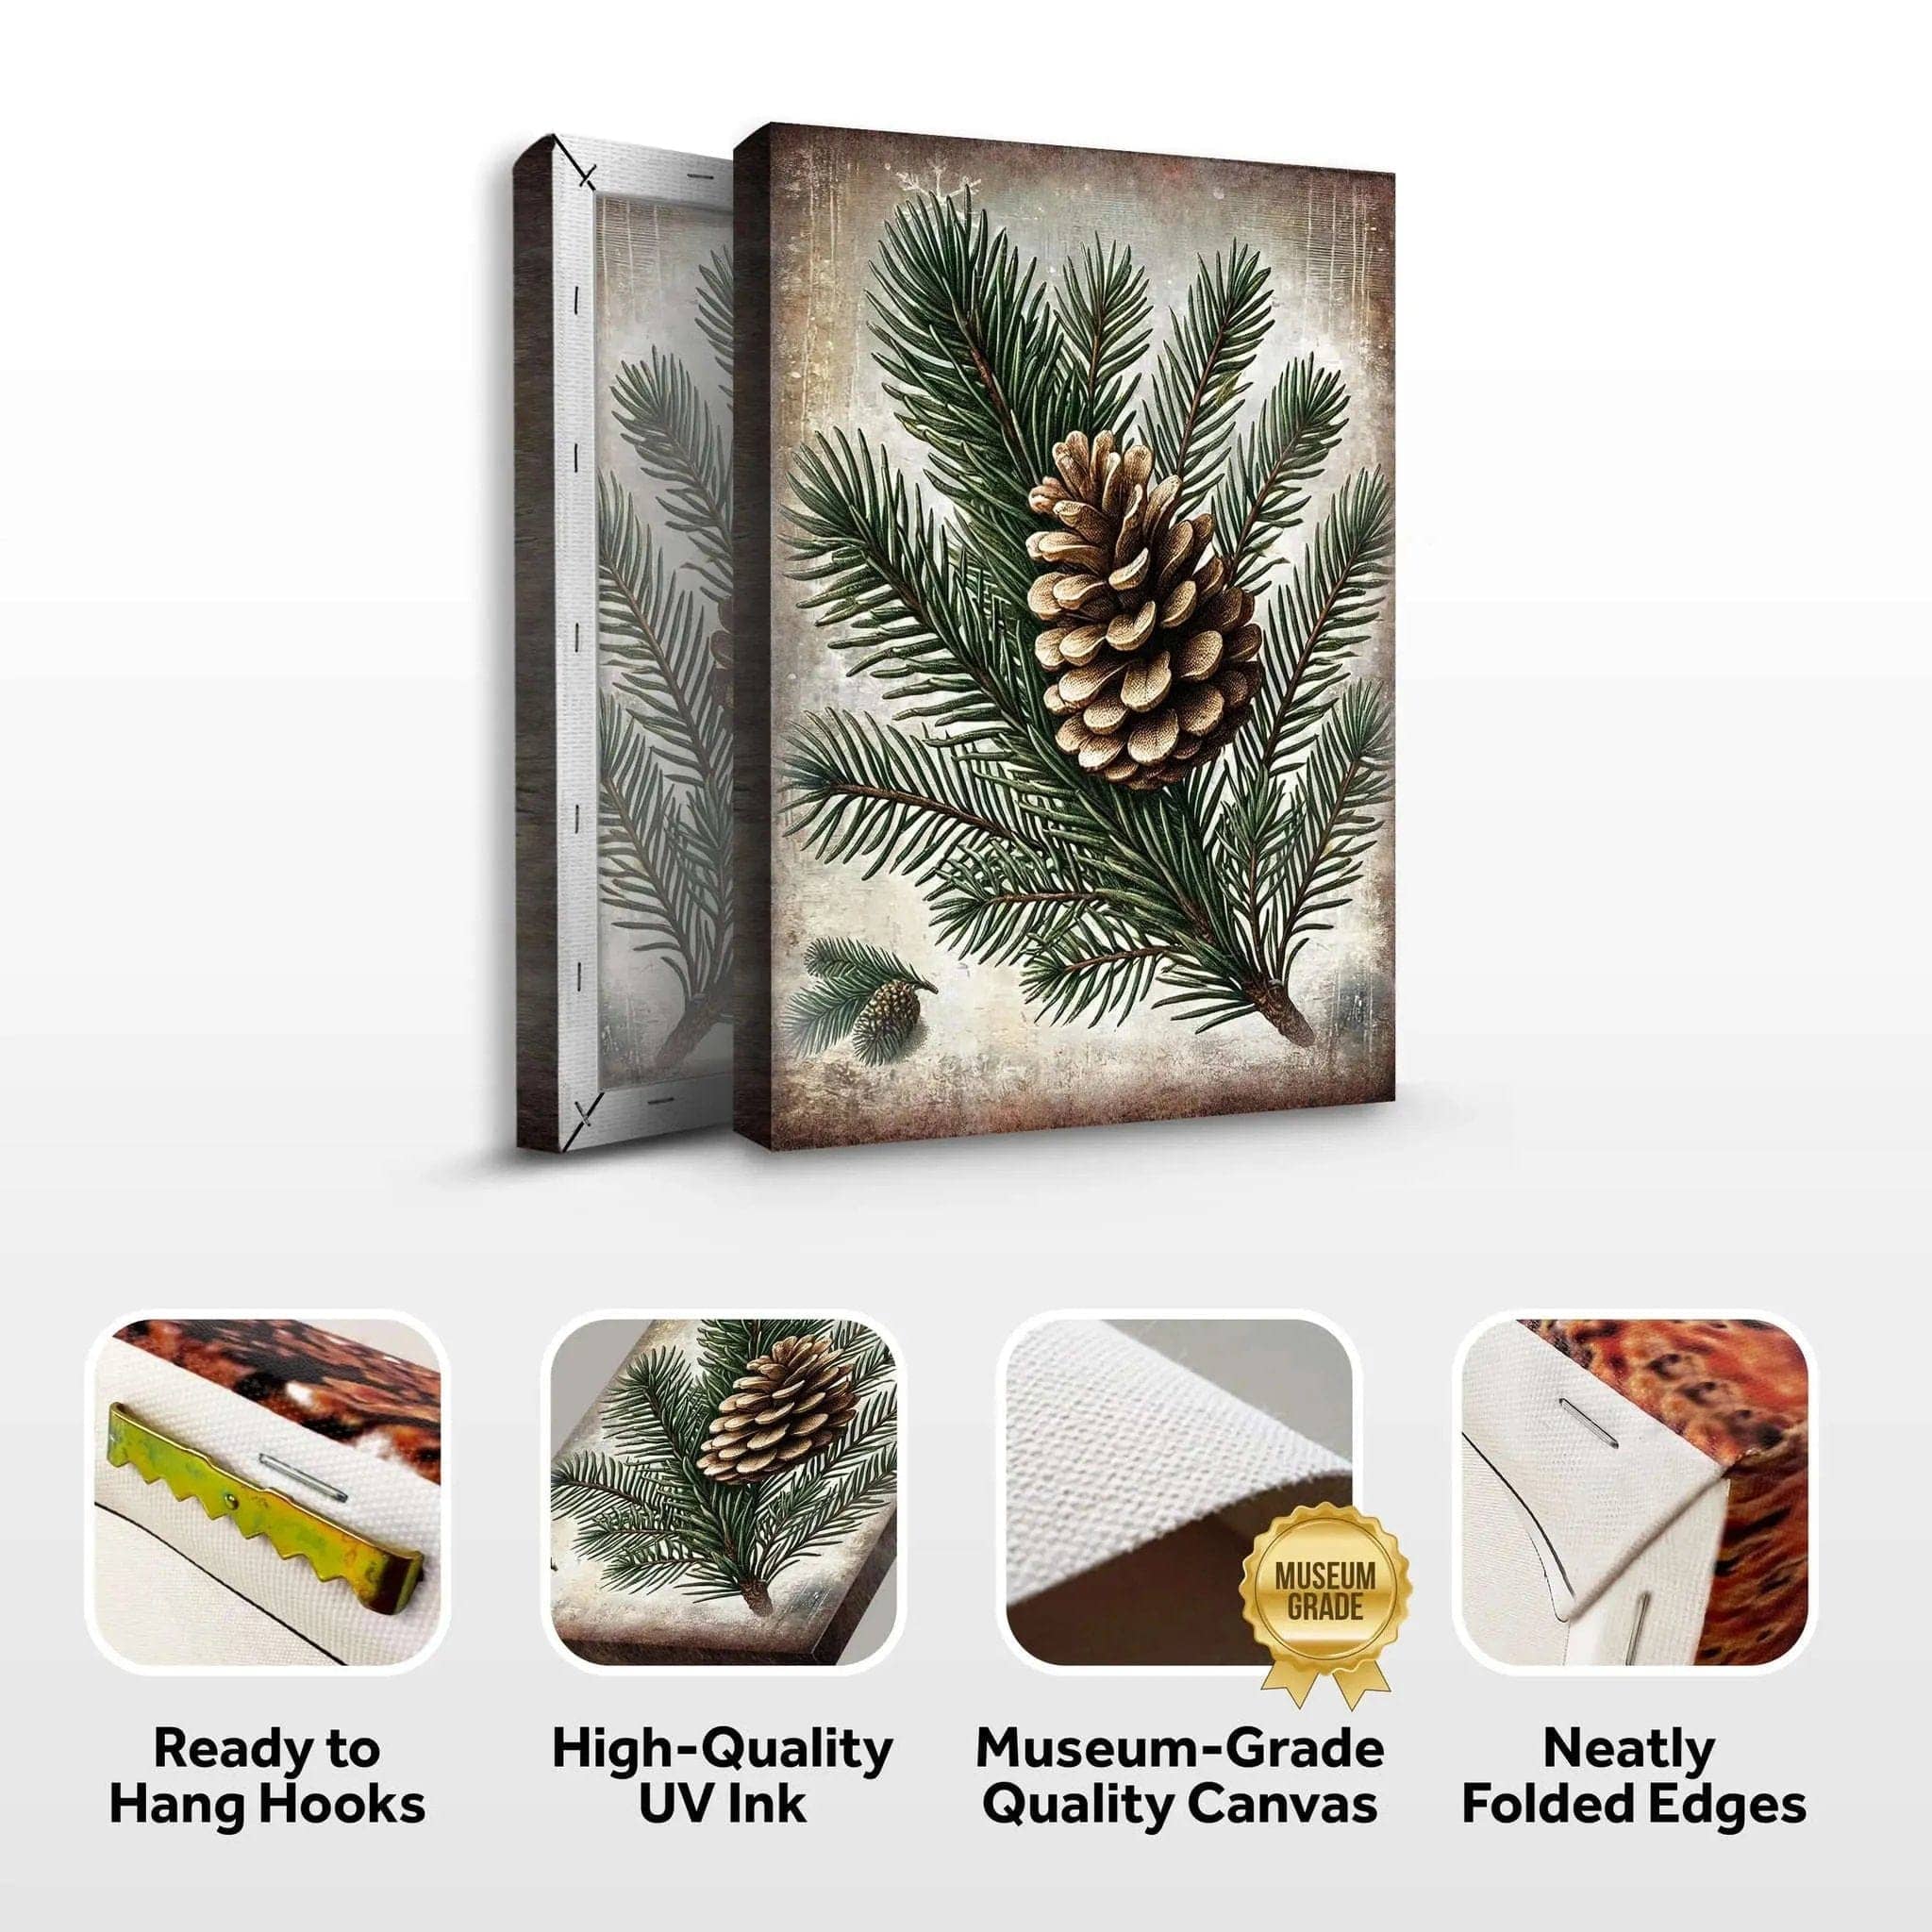 MUSEUM
GRADE
Ready to
Hang Hooks
High-Quality
UV Ink
Museum-Grade
Quality Canvas
Neatly
Folded Edges